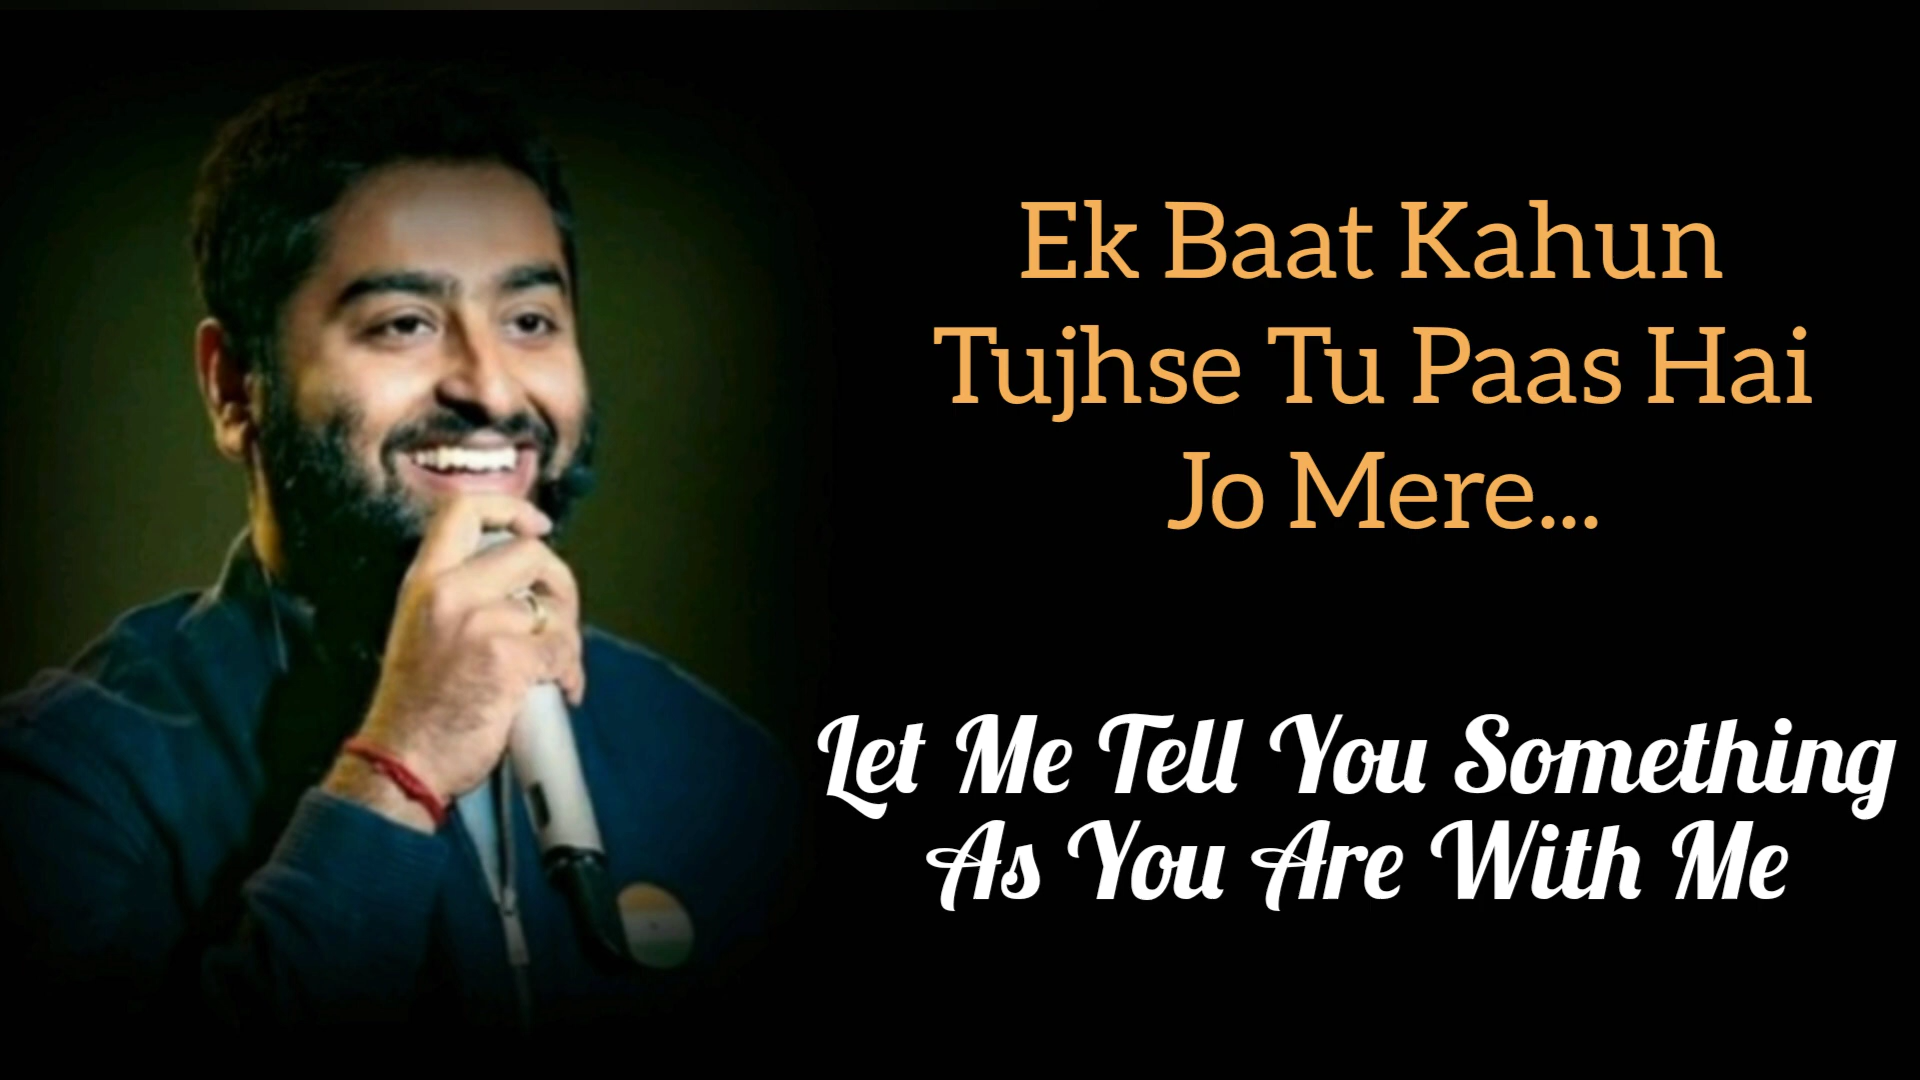 Ek Baat Kahun
Tujhse Tu Paas Hai
Jo Mere...
Let Me Tell You Something
As You Are With Me